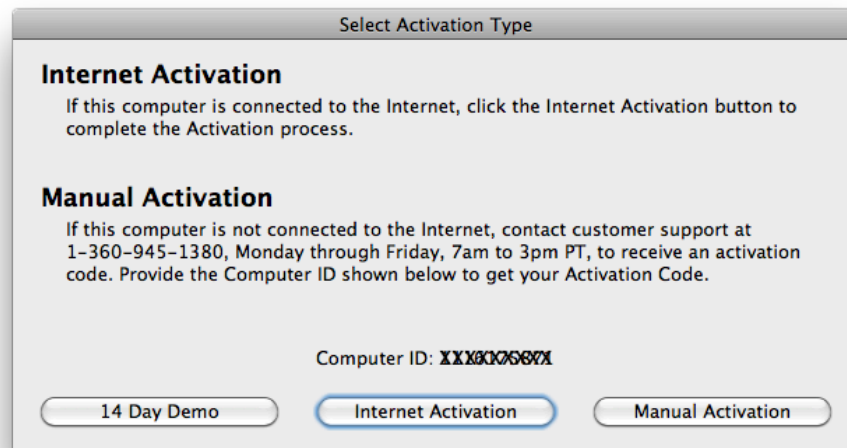 Select Activation Type
Internet Activation
If this computer is connected to the Internet, click the Internet Activation button to
complete the Activation process.
Manual Activation
If this computer is not connected to the Internet, contact customer support at
1-360-945-1380, Monday through Friday, 7am to 3pm PT, to receive an activation
code. Provide the Computer ID shown below to get your Activation Code.
Computer ID:
14 Day Demo
Internet Activation
Manual Activation